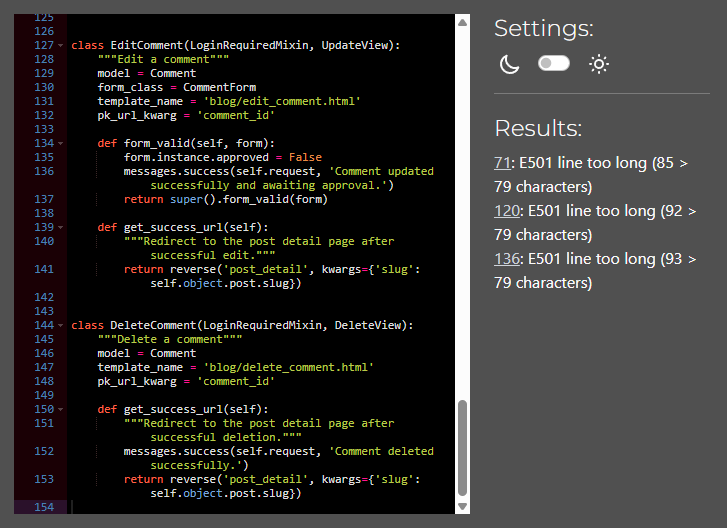 125
126
127 class EditComment(LoginRequiredMixin, UpdateView):
128 """Edit a comment"""
129 model = Comment
130 form_class = CommentForm
131 template_name = 'blog/edit_comment.html'
132 pk_url_kwarg = 'comment_id'
133
134 def form_valid(self, form):
135 form.instance.approved = False
136 messages.success(self.request, 'Comment updated
successfully and awaiting approval.')
137 return super().form_valid(form)
138
139 def get_success_url(self):
140 """Redirect to the post detail page after
successful edit."""
141 return reverse('post_detail', kwargs={'slug':
self.object.post.slug})
142
143
144 class DeleteComment(LoginRequiredMixin, DeleteView):
145 """Delete a comment"""
146 model = Comment
147 template_name = 'blog/delete_comment.html'
148 pk_url_kwarg = 'comment_id'
149
150 def get_success_url(self):
151 """Redirect to the post detail page after
successful deletion."""
152 messages.success(self.request, 'Comment deleted
successfully.')
153 return reverse('post_detail', kwargs={'slug':
self.object.post.slug})
154
Settings:
Results:
71: E501 line too long (85 >
79 characters)
120: E501 line too long (92 >
79 characters)
136: E501 line too long (93 >
79 characters)